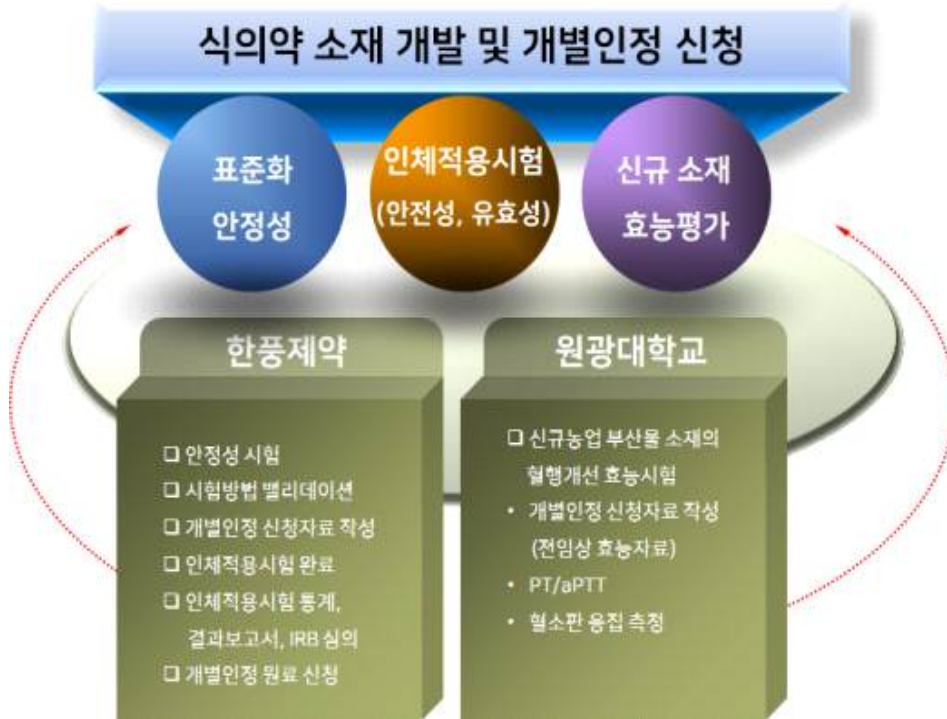 식의약 소재 개발 및 개별인정 신청
표준화
안정성
인체적용시험
(안전성, 유효성)
신규 소재
효능평가
한풍제약
❑ 안정성 시험
❑ 시험방법 밸리데이션
❑ 개별인정 신청자료 작성
❑ 인체적용시험 완료
❑ 인체적용시험 통계,
결과보고서, IRB 심의
❑ 개별인정 원료 신청
원광대학교
❑ 신규농업 부산물 소재의
혈행개선 효능시험
• 개별인정 신청자료 작성
(전임상 효능자료)
• PT/aPTT
• 혈소판 응집 측정